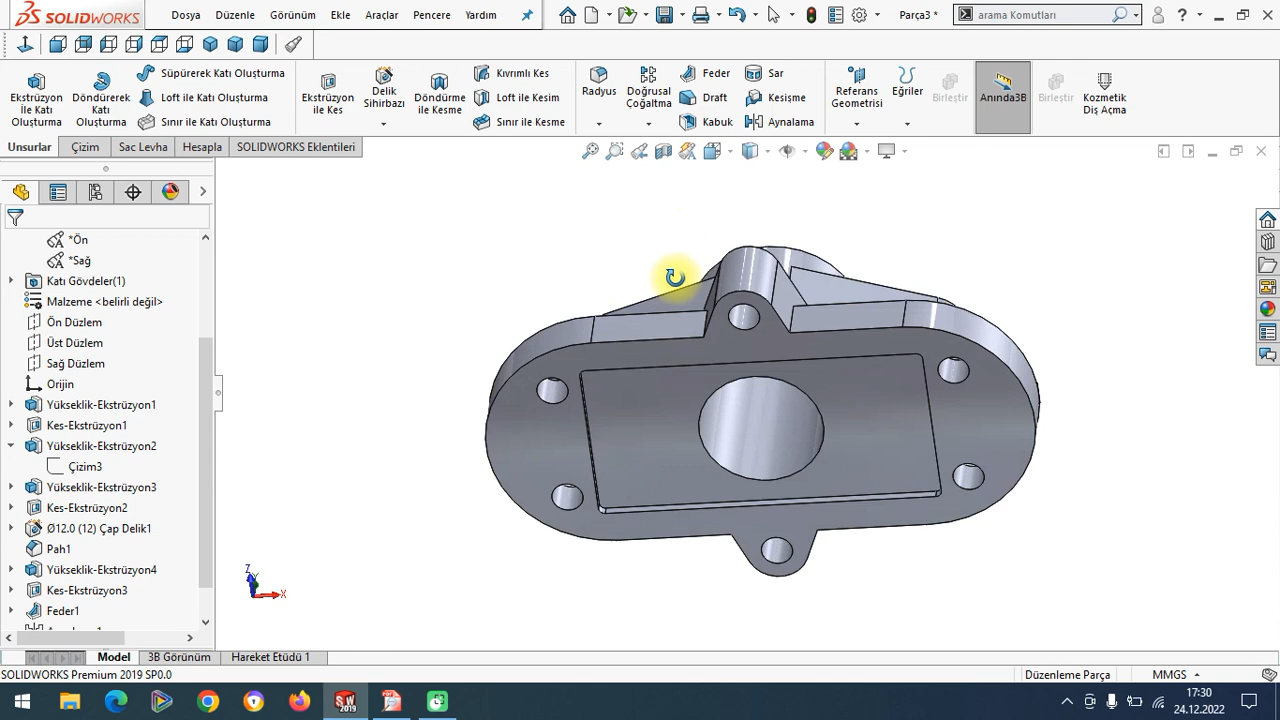 SOLIDWORKS Dosya Düzenle Görünüm Ekle Araçlar Pencere Yardım Parça3 * arama Komutları ?
Ekstrüzyon İle Katı Oluşturma
Döndürerek Katı Oluşturma
Süpürerek Katı Oluşturma
Loft ile Katı Oluşturma
Sınır ile Katı Oluşturma
Ekstrüzyon ile Kes
Delik Sihirbazı
Döndürme İle Kesme
Kıvrımlı Kes
Loft ile Kesim
Sınır ile Kesme
Radyus
Doğrusal Çoğaltma
Feder
Draft
Kabuk
Sar
Kesişme
Aynalama
Referans Geometrisi
Eğriler
Birleştir
Anında3B
Birleştir
Kozmetik Diş Açma
Unsurlar Çizim Sac Levha Hesapla SOLIDWORKS Eklentileri
*Ön
*Sağ
Katı Gövdeler(1)
Malzeme <belirli değil>
Ön Düzlem
Üst Düzlem
Sağ Düzlem
Orijin
Yükseklik-Ekstrüzyon1
Kes-Ekstrüzyon1
Yükseklik-Ekstrüzyon2
Çizim3
Yükseklik-Ekstrüzyon3
Kes-Ekstrüzyon2
Ø12.0 (12) Çap Delik1
Pah1
Yükseklik-Ekstrüzyon4
Kes-Ekstrüzyon3
Feder1
Z
Y
X
Model 3B Görünüm Hareket Etüdü 1
SOLIDWORKS Premium 2019 SP0.0 Düzenleme Parça MMGS
SW
2019
17:30
24.12.2022